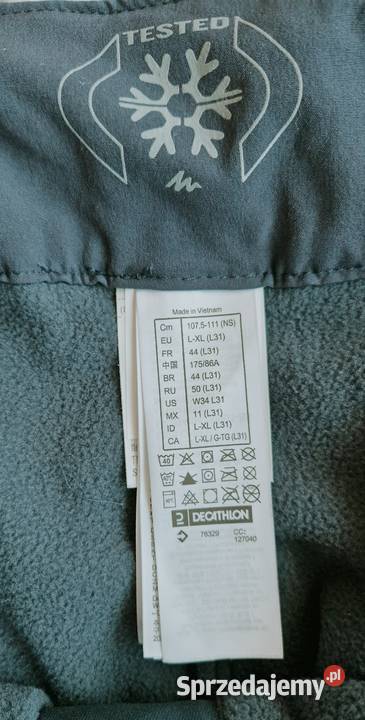 TESTED
Made in Vietnam
Cm 107.5-111 (NS)
EU L-XL (L31)
FR 44 (L31)
中国 175/86A
BR 44 (L31)
RU 50 (L31)
US W34 L31
MX 11 (L31)
ID L-XL (L31)
CA L-XL / G-TG (L31)
40
DECATHLON
76329 CC:
127040
Sprzedajemy.pl